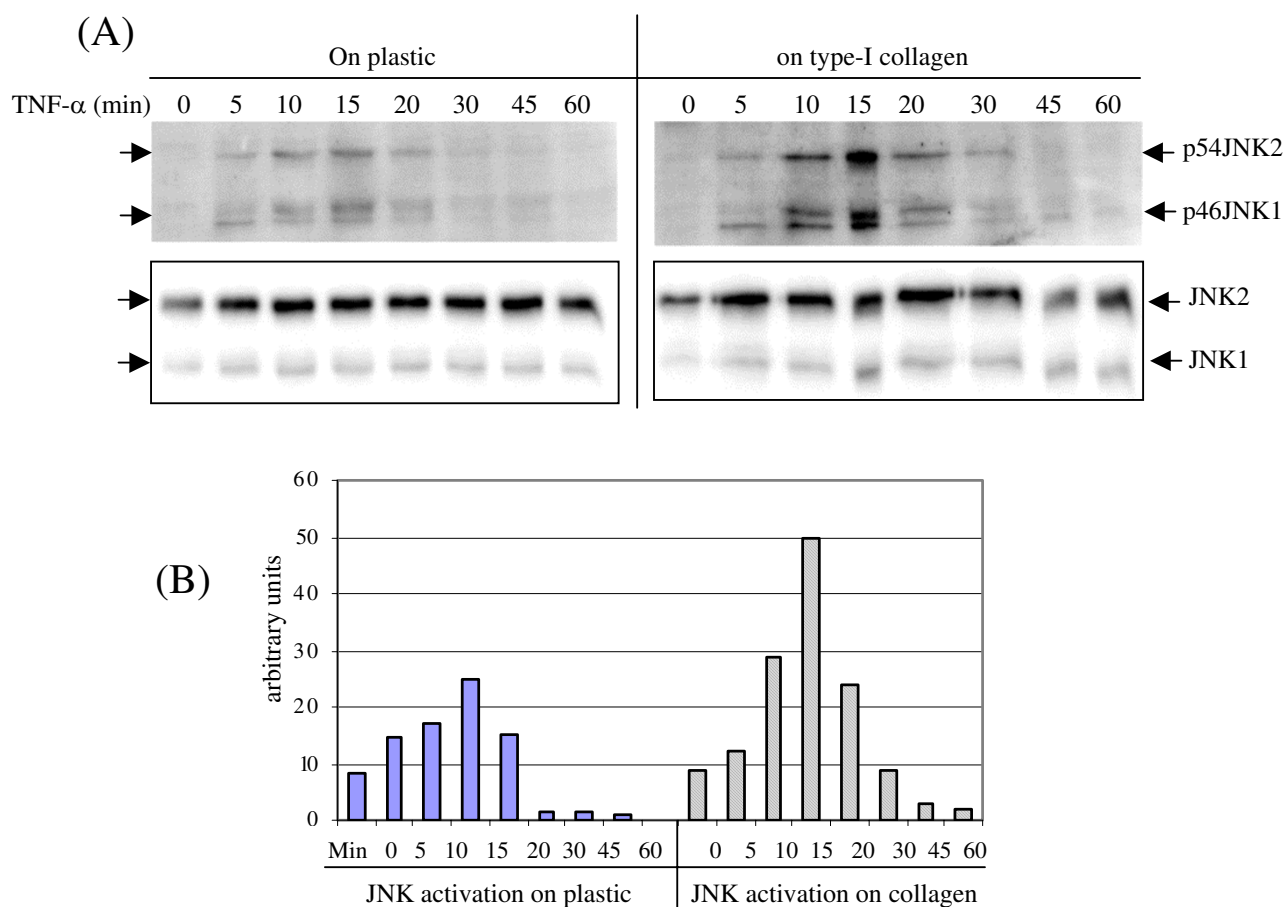 (A)
On plastic
on type-I collagen
TNF-α (min) 0 5 10 15 20 30 45 60 0 5 10 15 20 30 45 60
p54JNK2
p46JNK1
JNK2
JNK1
(B)
arbitrary units
60
50
40
30
20
10
0
Min 0 5 10 15 20 30 45 60 0 5 10 15 20 30 45 60
JNK activation on plastic
JNK activation on collagen